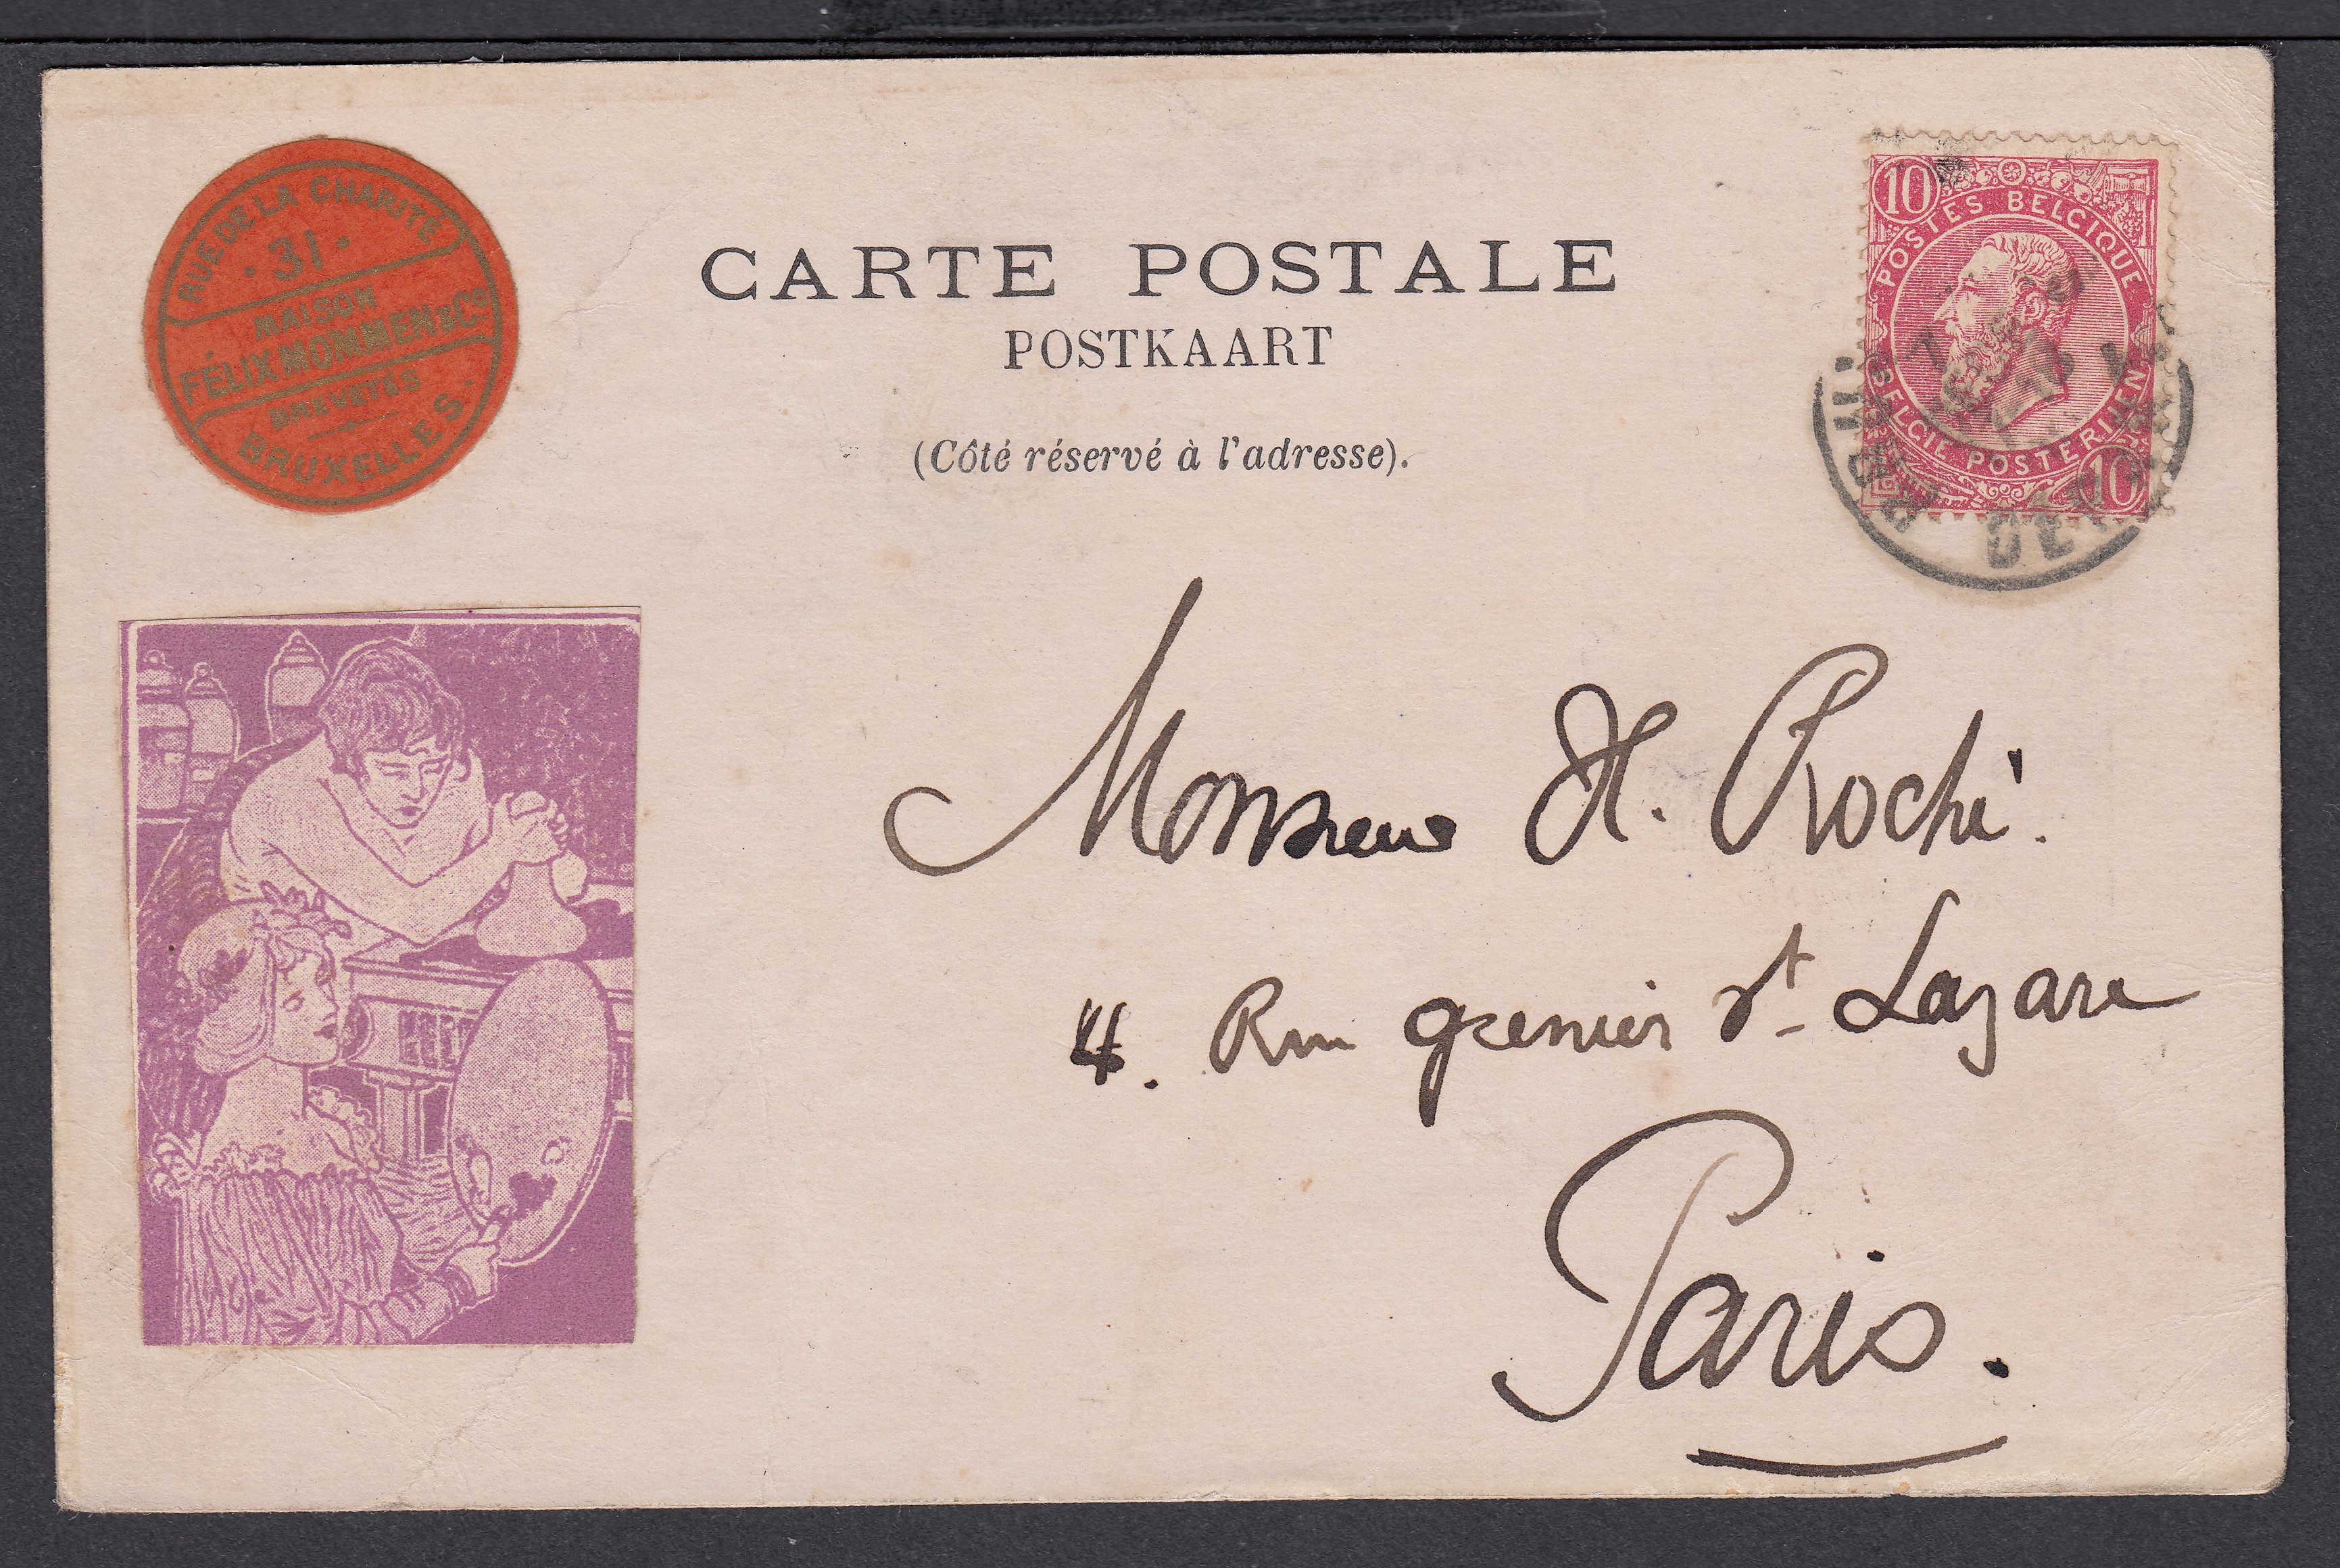 RUE DE LA CHARITÉ
· 31 ·
MAISON
FÉLIX MOMMEN & Cº
BREVETÉS
BRUXELLES.
CARTE POSTALE
POSTKAART
(Côté réservé à l'adresse).
10
POSTES BELGIQUE
BELGIE POSTERIJEN
10
Monsieur H. Roché.
4. Rue grenier St. Lazare
Paris.